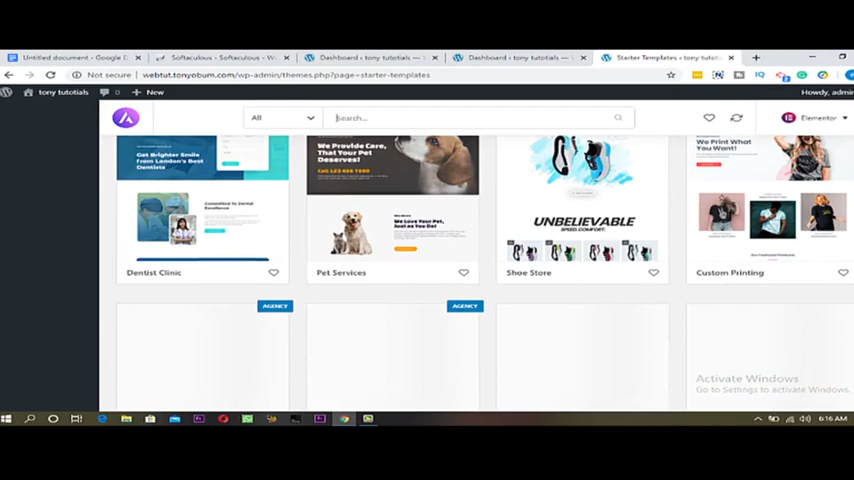 Untitled document - Google D
Softaculous - Softaculous - W
Dashboard ‹ tony tutotials — W
Dashboard ‹ tony tutotials — W
Starter Templates ‹ tony tutoti
Not secure
webtut.tonyobum.com/wp-admin/themes.php?page=starter-templates
tony tutotials
0
New
Howdy, admin
All
Search...
Elementor
Get Brighter Smile
from London's Best
Dentists
Committed To Dental
Excellence
Dentist Clinic
We Provide Care,
That Your Pet
Deserves!
Call 123 456 7890
We Love Your Pet,
Just as You Do!
Pet Services
UNBELIEVABLE
SPEED. COMFORT.
Shoe Store
We Print What
You Want!
Custom Printing
AGENCY
AGENCY
Activate Windows
Go to Settings to activate Windows.
6:16 AM